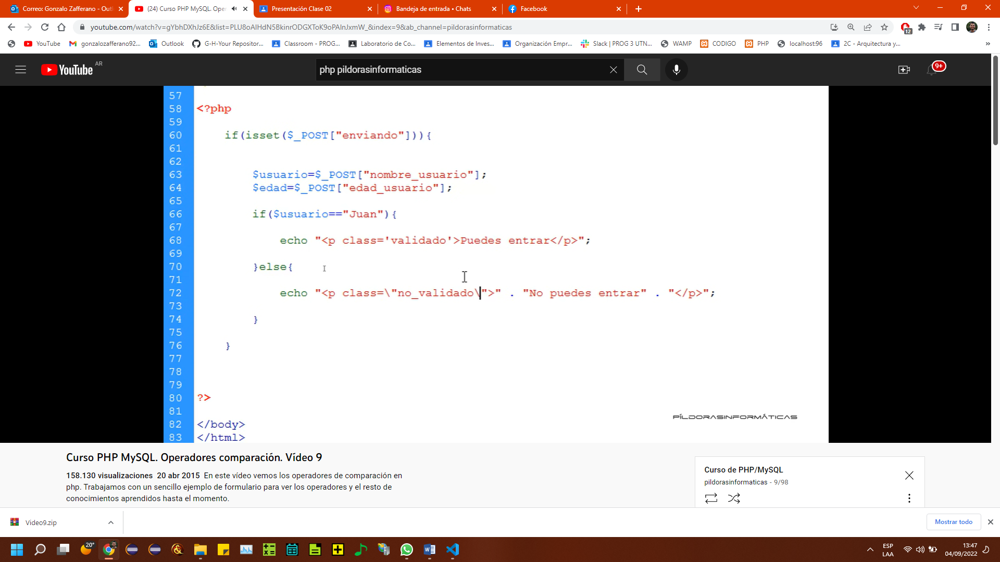 Correo: Gonzalo Zafferano - Outl
(24) Curso PHP MySQL. Oper
Presentación Clase 02
Bandeja de entrada • Chats
Facebook
youtube.com/watch?v=gYbhDXhJz6E&list=PLU8oAlHdN5BkinrODGXToK9oPAlnJxmW_&index=9&ab_channel=pildorasinformaticas
12
YouTube
gonzalozafferano92...
Outlook
G-H-Your Repositor...
Classroom - PROG...
Laboratorio de Co...
Elementos de Inves...
Organización Empr...
Slack | PROG 3 UTN...
WAMP
CODIGO
PHP
localhost:96
2C - Arquitectura y...
»
YouTube AR
php pildorasinformaticas
9+
57
58 <?php
59
60 if(isset($_POST["enviando"])){
61
62
63 $usuario=$_POST["nombre_usuario"];
64 $edad=$_POST["edad_usuario"];
65
66 if($usuario=="Juan"){
67
68 echo "<p class='validado'>Puedes entrar</p>";
69
70 }else{
71
72 echo "<p class=\"no_validado\">" . "No puedes entrar" . "</p>";
73
74 }
75
76 }
77
78
79
80 ?>
81
82 </body>
83 </html>
PÍLDORASINFORMÁTICAS
Curso PHP MySQL. Operadores comparación. Vídeo 9
158.130 visualizaciones 20 abr 2015 En este vídeo vemos los operadores de comparación en
php. Trabajamos con un sencillo ejemplo de formulario para ver los operadores y el resto de
conocimientos aprendidos hasta el momento.
Curso de PHP/MySQL
pildorasinformaticas - 9/98
Video9.zip
Mostrar todo
20°
ESP
LAA
13:47
04/09/2022